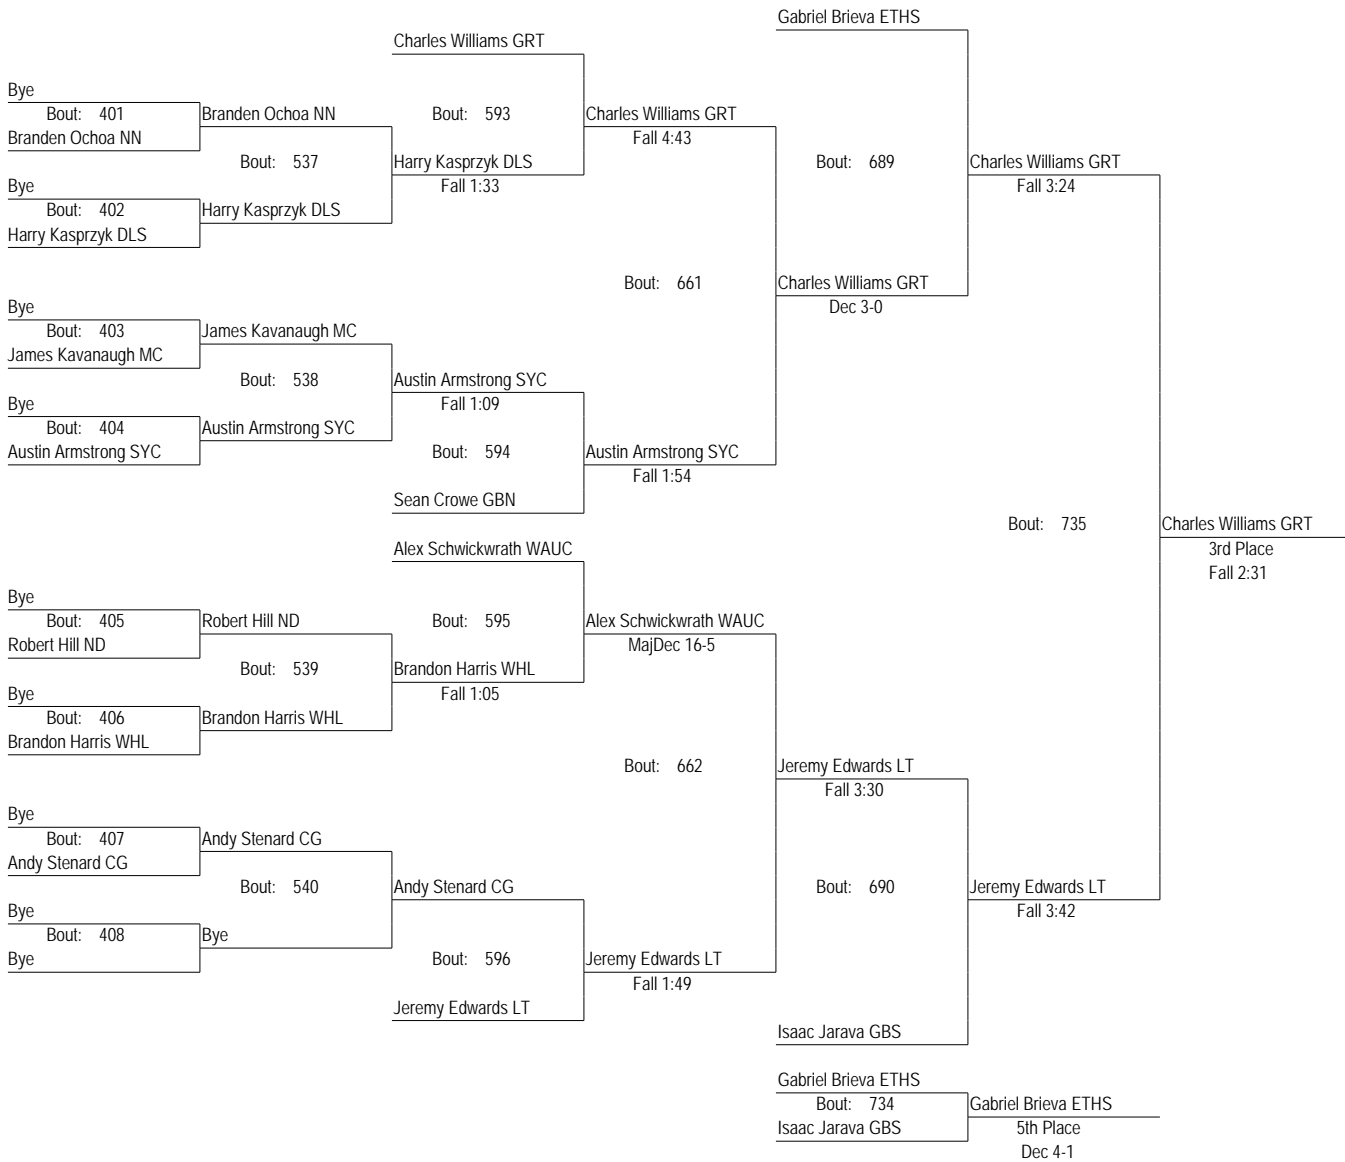 Gabriel Brieva ETHS
Charles Williams GRT
Bye
Bout: 401 Branden Ochoa NN Bout: 593 Charles Williams GRT
Branden Ochoa NN Fall 4:43
Bout: 537 Harry Kasprzyk DLS Bout: 689 Charles Williams GRT
Bye Fall 1:33 Fall 3:24
Bout: 402 Harry Kasprzyk DLS
Harry Kasprzyk DLS
Bout: 661 Charles Williams GRT
Bye Dec 3-0
Bout: 403 James Kavanaugh MC
James Kavanaugh MC
Bout: 538 Austin Armstrong SYC
Bye Fall 1:09
Bout: 404 Austin Armstrong SYC
Austin Armstrong SYC Bout: 594 Austin Armstrong SYC
Fall 1:54
Sean Crowe GBN
Bout: 735 Charles Williams GRT
Alex Schwickwrath WAUC 3rd Place
Fall 2:31
Bye
Bout: 405 Robert Hill ND Bout: 595 Alex Schwickwrath WAUC
Robert Hill ND MajDec 16-5
Bout: 539 Brandon Harris WHL
Bye Fall 1:05
Bout: 406 Brandon Harris WHL
Brandon Harris WHL
Bout: 662 Jeremy Edwards LT
Fall 3:30
Bye
Bout: 407 Andy Stenard CG
Andy Stenard CG
Bout: 540 Andy Stenard CG Bout: 690 Jeremy Edwards LT
Bye Fall 3:42
Bout: 408 Bye
Bye Bout: 596 Jeremy Edwards LT
Fall 1:49
Jeremy Edwards LT
Isaac Jarava GBS
Gabriel Brieva ETHS
Bout: 734 Gabriel Brieva ETHS
Isaac Jarava GBS 5th Place
Dec 4-1